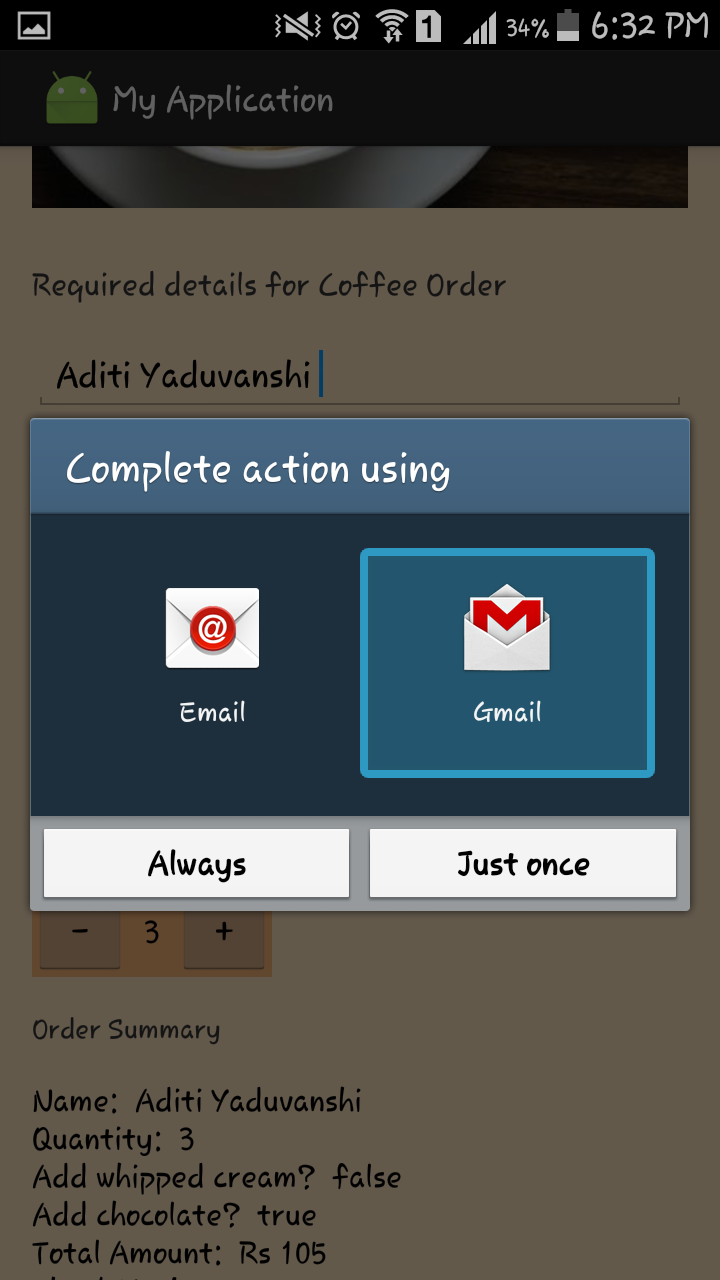 1 34% 6:32 PM
My Application
Required details for Coffee Order
Aditi Yaduvanshi
Complete action using
@ M
Email Gmail
Always Just once
- 3 +
Order Summary
Name: Aditi Yaduvanshi
Quantity: 3
Add whipped cream? false
Add chocolate? true
Total Amount: Rs 105